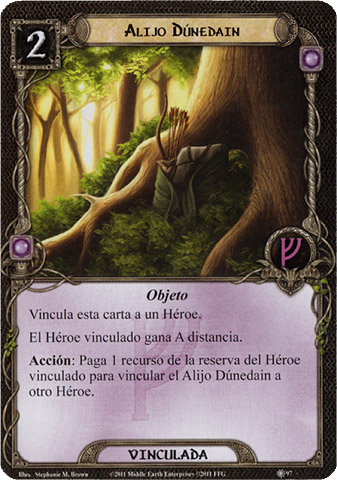 2
Alijo Dúnedain
Objeto
Vincula esta carta a un Héroe.
El Héroe vinculado gana A distancia.
Acción: Paga 1 recurso de la reserva del Héroe
vinculado para vincular el Alijo Dúnedain a
otro Héroe.
VINCULADA
Illus. Stephanie M. Brown ©2011 Middle Earth Enterprises ©2011 FFG 97